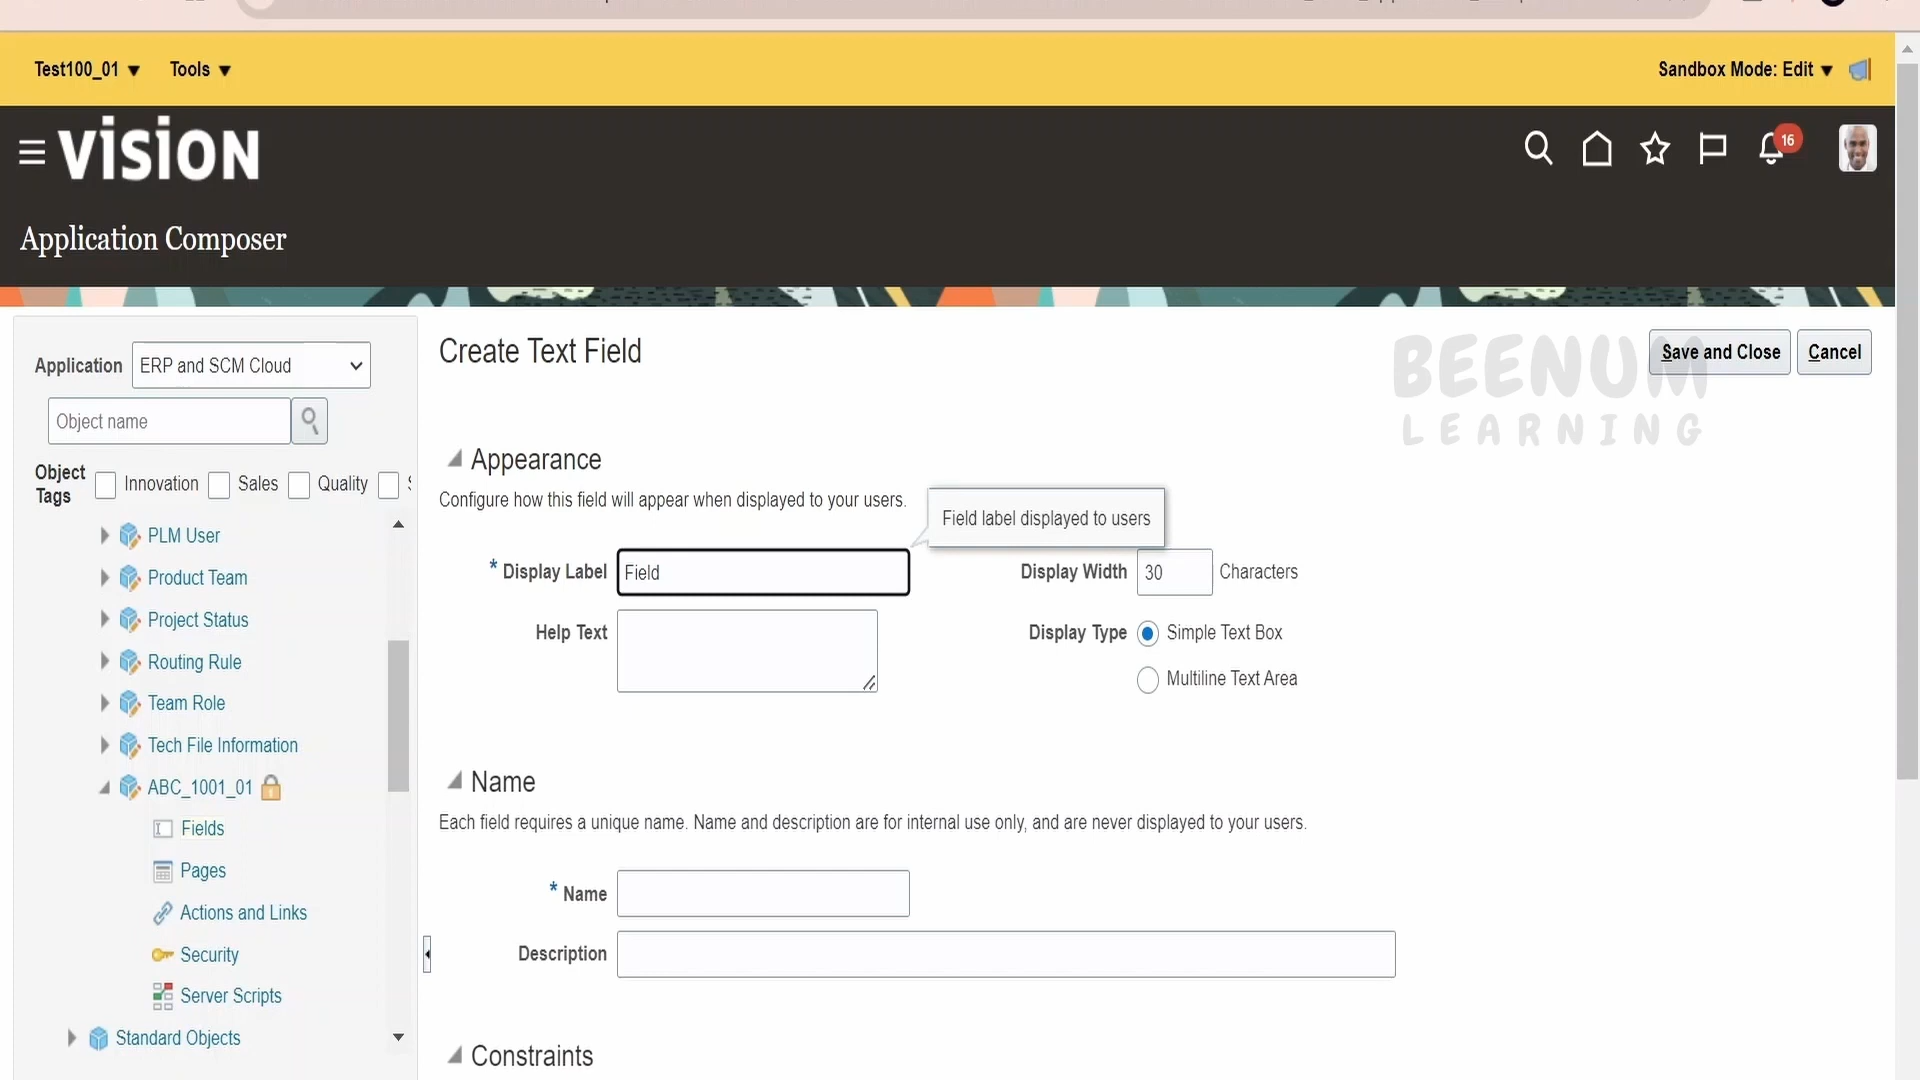 Test100_01
Tools
Sandbox Mode: Edit
VISION
16
Application Composer
Application
ERP and SCM Cloud
Object name
Object Tags
Innovation
Sales
Quality
PLM User
Product Team
Project Status
Routing Rule
Team Role
Tech File Information
ABC_1001_01
Fields
Pages
Actions and Links
Security
Server Scripts
Standard Objects
Create Text Field
BEENUM
LEARNING
Save and Close
Cancel
Appearance
Configure how this field will appear when displayed to your users.
Field label displayed to users
* Display Label
Field
Display Width
30
Characters
Help Text
Display Type
Simple Text Box
Multiline Text Area
Name
Each field requires a unique name. Name and description are for internal use only, and are never displayed to your users.
* Name
Description
Constraints